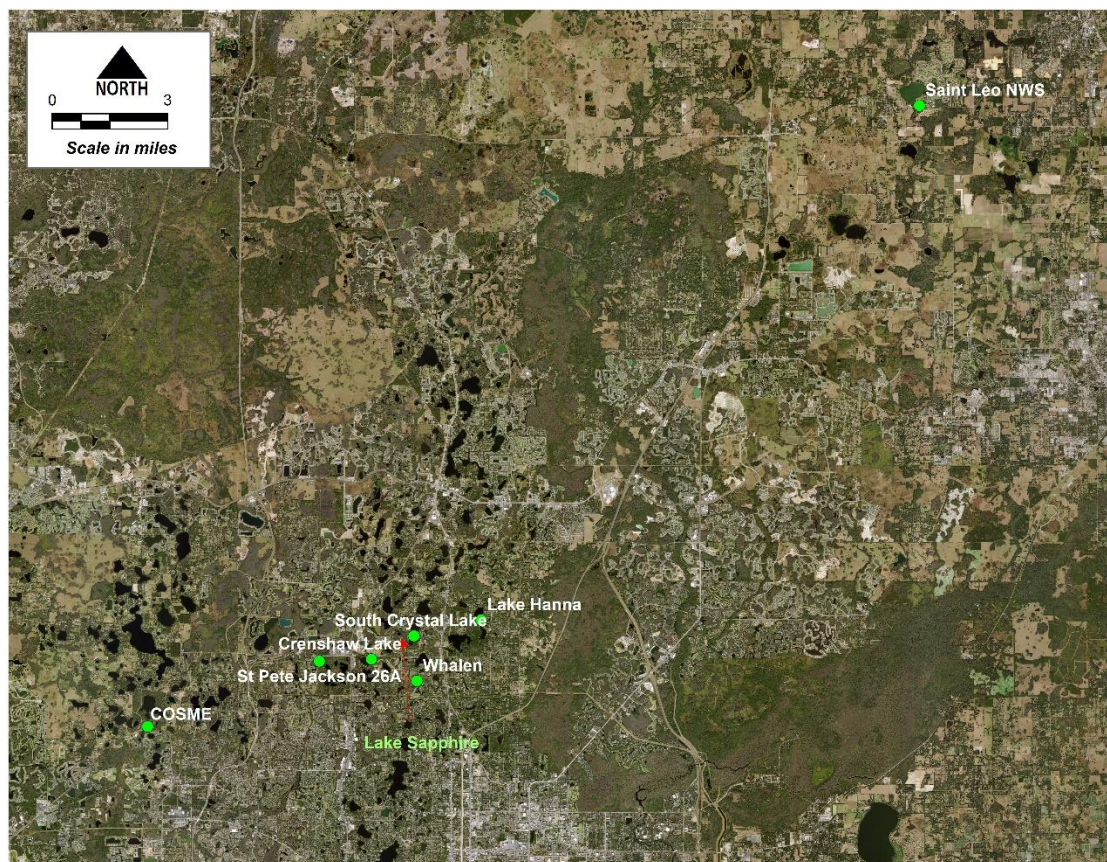 NORTH
0 3
Scale in miles
Saint Leo NWS
Lake Hanna
South Crystal Lake
Crenshaw Lake
Whalen
St Pete Jackson 26A
COSME
Lake Sapphire